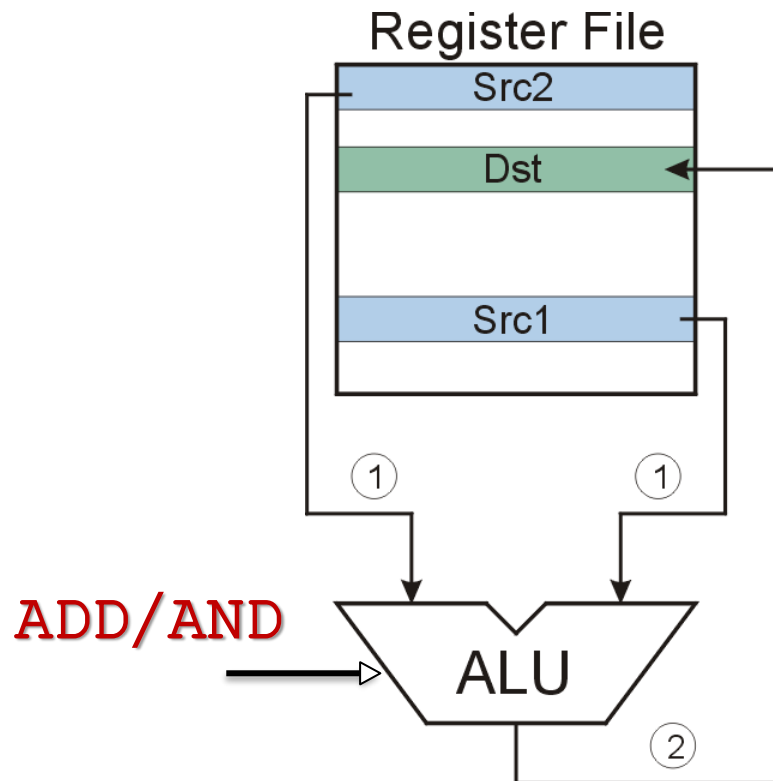 Register File
Src2
Dst
Src1
1 1
ADD/AND
ALU
2